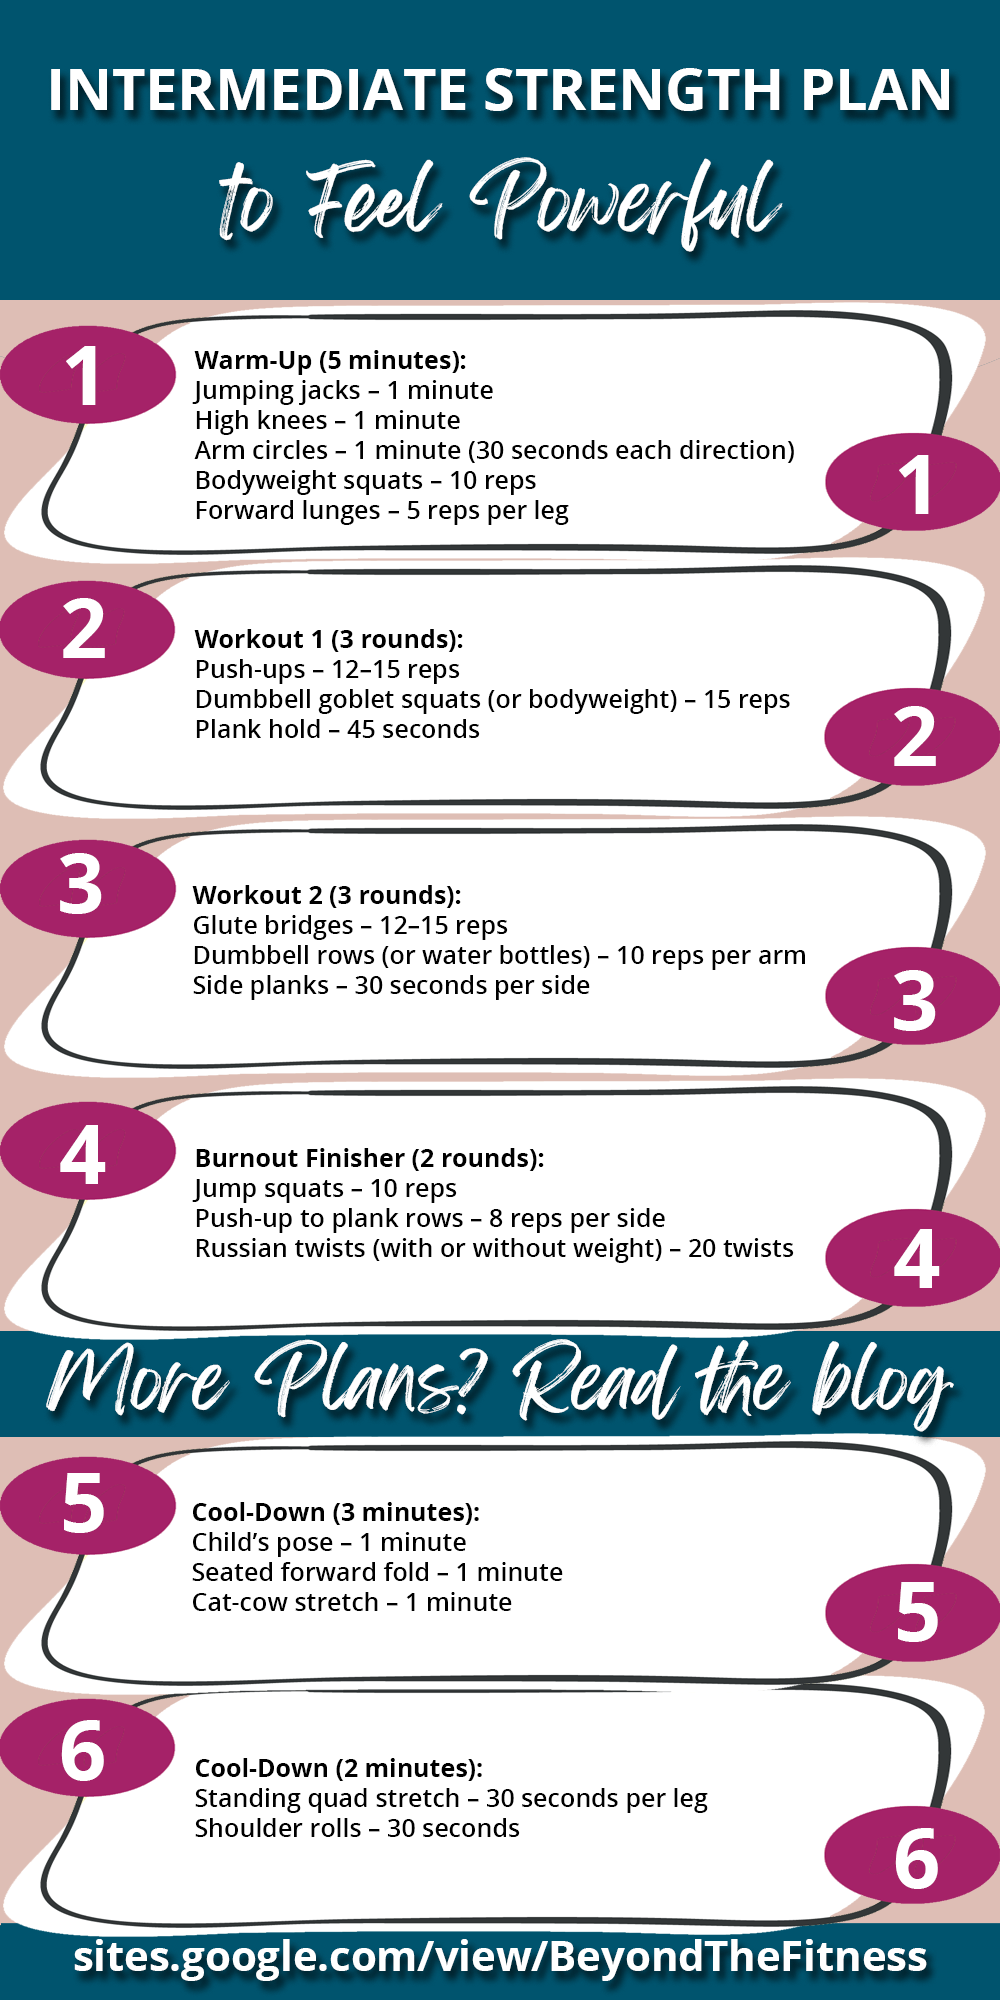 INTERMEDIATE STRENGTH PLAN
to Feel Powerful
1
Warm-Up (5 minutes):
Jumping jacks – 1 minute
High knees – 1 minute
Arm circles – 1 minute (30 seconds each direction)
Bodyweight squats – 10 reps
Forward lunges – 5 reps per leg
1
2
Workout 1 (3 rounds):
Push-ups – 12–15 reps
Dumbbell goblet squats (or bodyweight) – 15 reps
Plank hold – 45 seconds
2
3
Workout 2 (3 rounds):
Glute bridges – 12–15 reps
Dumbbell rows (or water bottles) – 10 reps per arm
Side planks – 30 seconds per side
3
4
Burnout Finisher (2 rounds):
Jump squats – 10 reps
Push-up to plank rows – 8 reps per side
Russian twists (with or without weight) – 20 twists
4
More Plans? Read the blog
5
Cool-Down (3 minutes):
Child’s pose – 1 minute
Seated forward fold – 1 minute
Cat-cow stretch – 1 minute
5
6
Cool-Down (2 minutes):
Standing quad stretch – 30 seconds per leg
Shoulder rolls – 30 seconds
6
sites.google.com/view/BeyondTheFitness